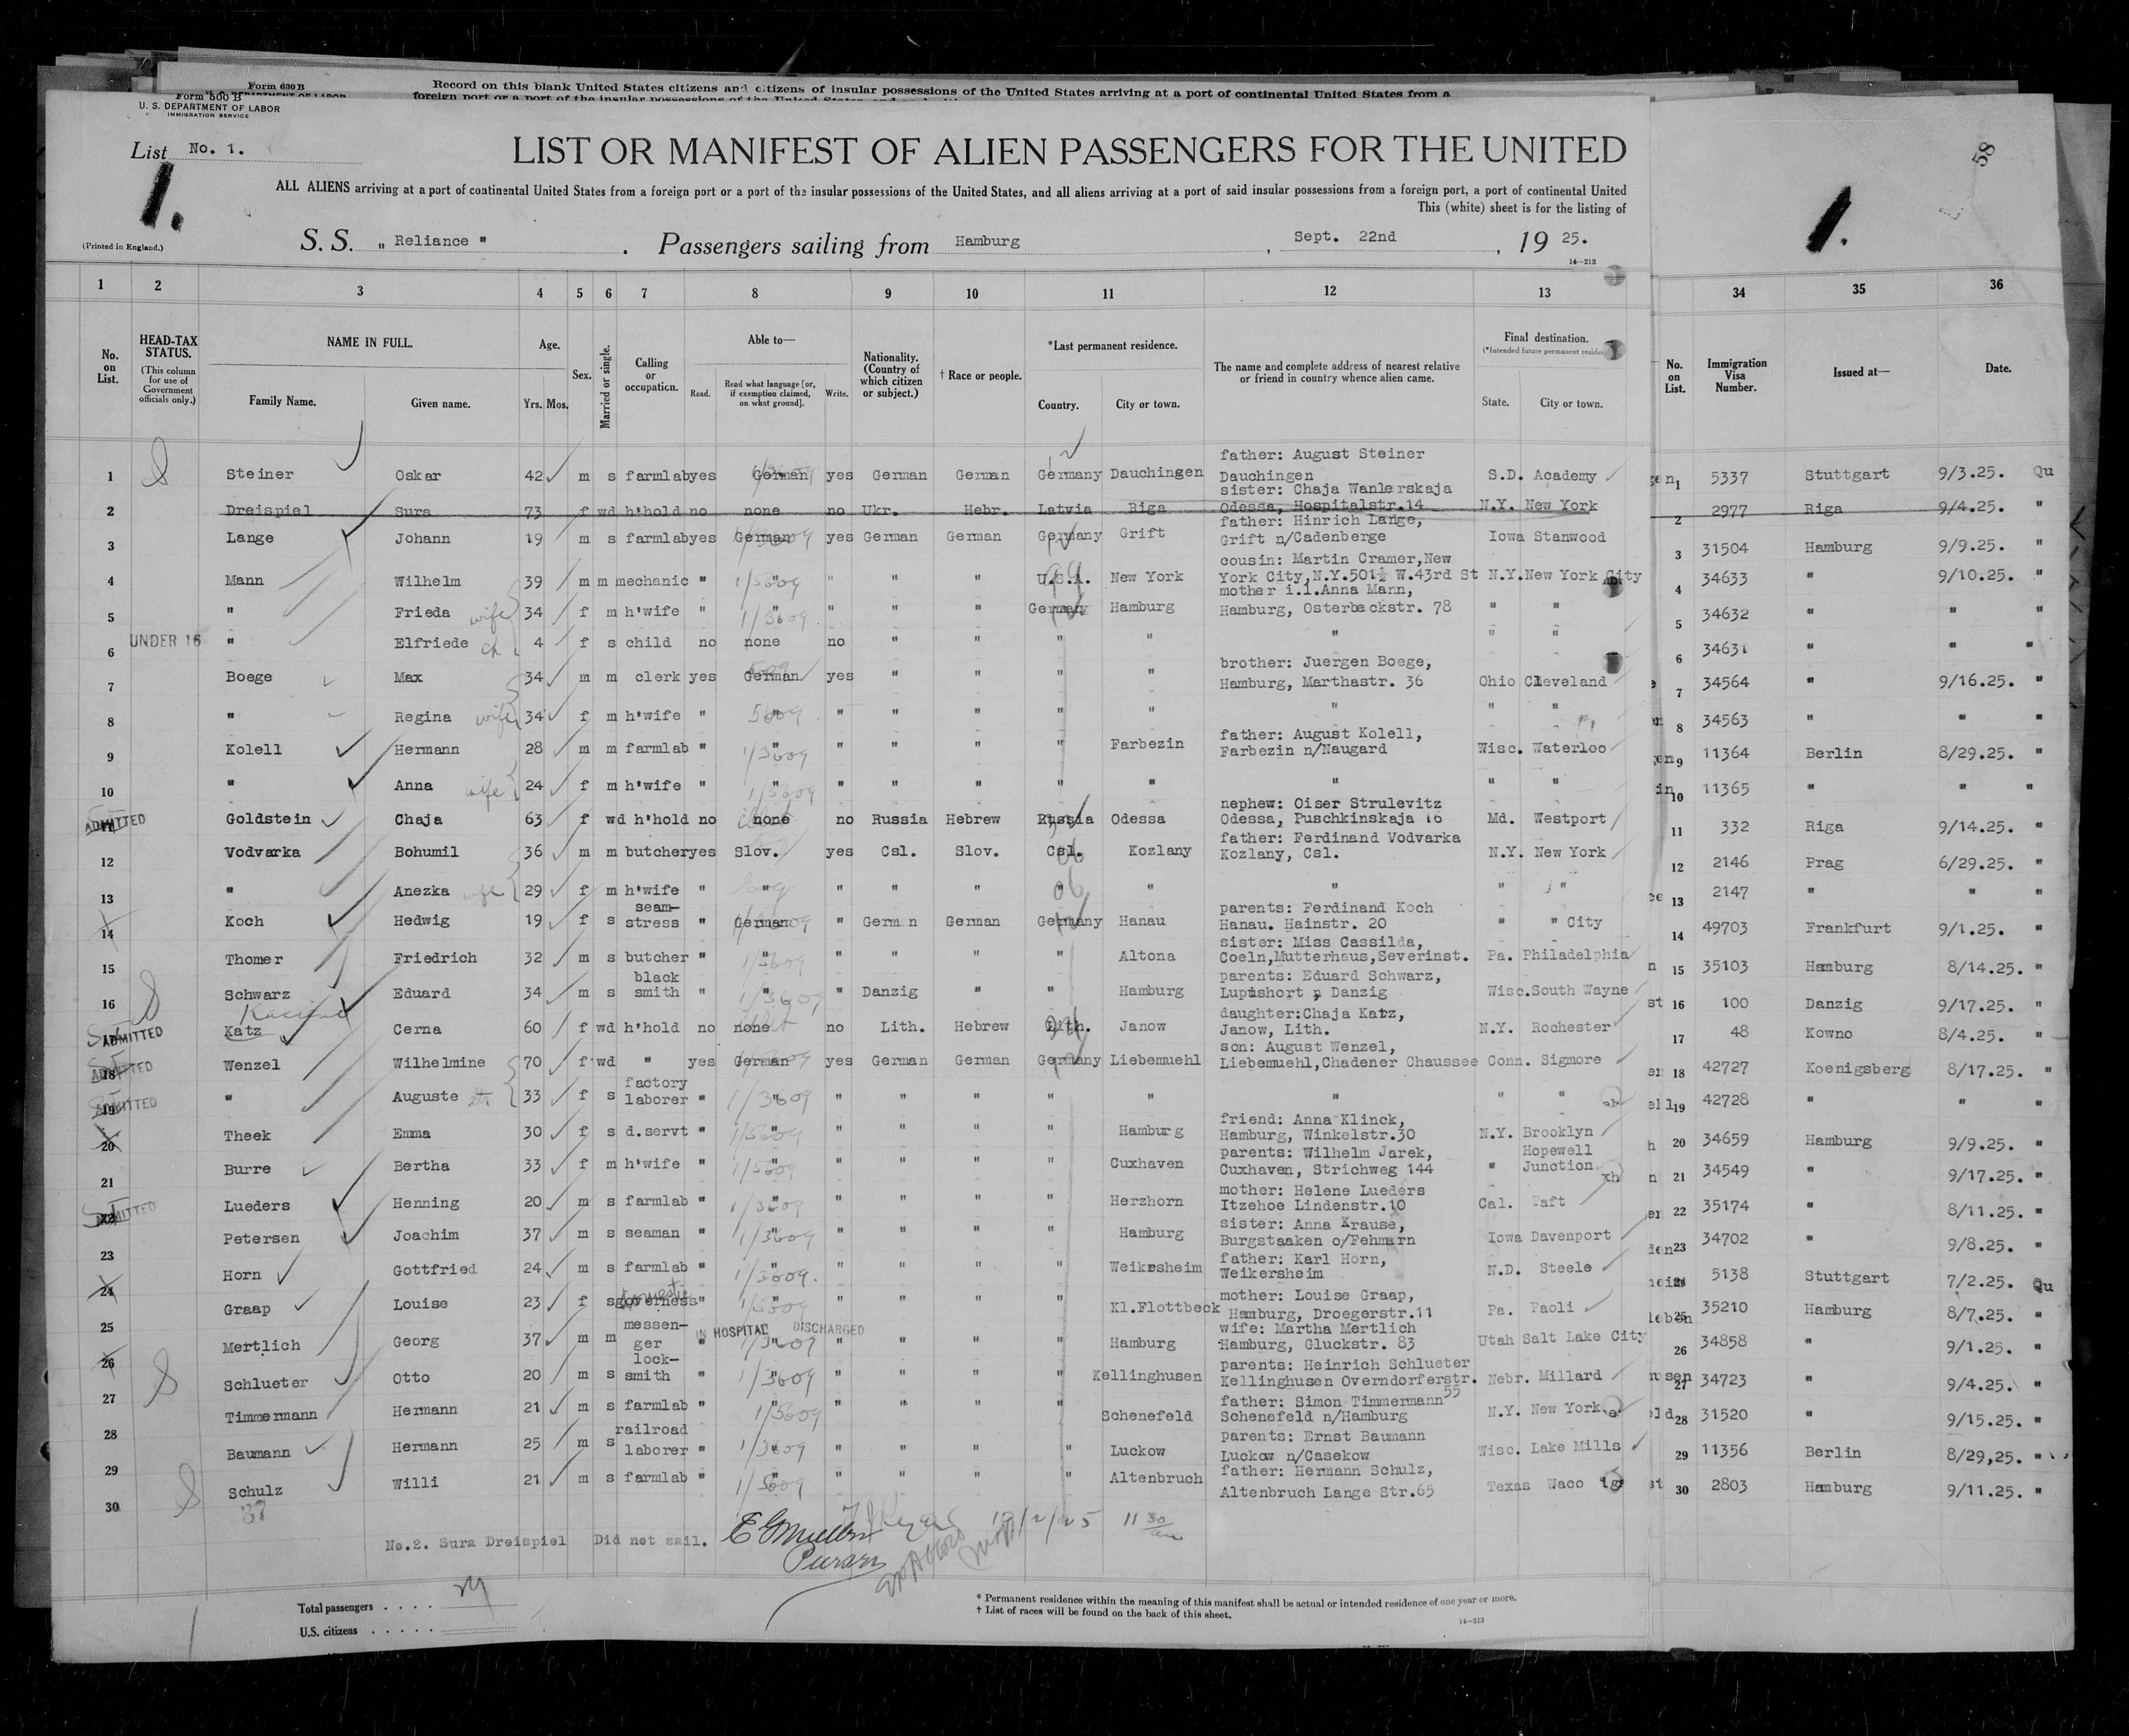 Form 630 B
Record on this blank United States citizens and citizens of insular possessions of the United States arriving at a port of continental United States from a
Form 500 B
foreign port or a port of the insular possessions of the United States
U. S. DEPARTMENT OF LABOR
IMMIGRATION SERVICE
List No. 1.
LIST OR MANIFEST OF ALIEN PASSENGERS FOR THE UNITED
58
1.
1.
ALL ALIENS arriving at a port of continental United States from a foreign port or a port of the insular possessions of the United States, and all aliens arriving at a port of said insular possessions from a foreign port, a port of continental United
This (white) sheet is for the listing of
(Printed in England.)
S. S. " Reliance " . Passengers sailing from Hamburg , Sept. 22nd , 19 25.
14—213
1 2 3 4 5 6 7 8 9 10 11 12 13 34 35 36
No. on List.
HEAD-TAX STATUS.
(This column for use of Government officials only.)
NAME IN FULL.
Family Name. Given name.
Age.
Yrs. Mos.
Sex.
Married or single.
Calling or occupation.
Able to—
Read. Read what language [or, if exemption claimed, on what ground]. Write.
Nationality. (Country of which citizen or subject.)
† Race or people.
*Last permanent residence.
Country. City or town.
The name and complete address of nearest relative or friend in country whence alien came.
Final destination.
State. City or town.
No. on List.
Immigration Visa Number.
Issued at—
Date.
father: August Steiner
1 Steiner Oskar 42 m s farmlab yes German yes German German Germany Dauchingen Dauchingen S.D. Academy 1 5337 Stuttgart 9/3.25. Qu
sister: Chaja Wanlerskaja
2 Dreispiel Sura 73 f wd h'hold no none no Ukr. Hebr. Latvia Riga Odessa, Hospitalstr.14 N.Y. New York 2 2977 Riga 9/4.25. "
father: Hinrich Lange,
3 Lange Johann 19 m s farmlab yes German yes German German Germany Grift Grift n/Cadenberge Iowa Stanwood 3 31504 Hamburg 9/9.25. "
cousin: Martin Cramer,New
4 Mann Wilhelm 39 m m mechanic " " " " " U.S.A. New York York City,N.Y.501½ W.43rd St N.Y.New York City 4 34633 " 9/10.25. "
mother i.l.Anna Mann,
5 " Frieda wife 34 f m h'wife " " " " " Germany Hamburg Hamburg, Osterbeckstr. 78 " " 5 34632 " " "
UNDER 16
6 " Elfriede ch 4 f s child no none no " " " " " " " 6 34631 " " "
brother: Juergen Boege,
7 Boege Max 34 m m clerk yes German yes " " " " Hamburg, Marthastr. 36 Ohio Cleveland 7 34564 " 9/16.25. "
8 " Regina wife 34 f m h'wife " " " " " " " " " 8 34563 " " "
father: August Kolell,
9 Kolell Hermann 28 m m farmlab " " " " " " Farbezin Farbezin n/Naugard Wisc. Waterloo 9 11364 Berlin 8/29.25. "
10 " Anna wife 24 f m h'wife " " " " " " " " " " 10 11365 " " "
nephew: Oiser Strulevitz
ADMITTED
11 Goldstein Chaja 63 f wd h'hold no none no Russia Hebrew Russia Odessa Odessa, Puschkinskaja 16 Md. Westport 11 332 Riga 9/14.25. "
father: Ferdinand Vodvarka
12 Vodvarka Bohumil 36 m m butcher yes Slov. yes Csl. Slov. Csl. Kozlany Kozlany, Csl. N.Y. New York 12 2146 Prag 6/29.25. "
13 " Anezka wife 29 f m h'wife " " " " " " " " " " 13 2147 " " "
parents: Ferdinand Koch
14 Koch Hedwig 19 f s seam-stress " German " Germ n German Germany Hanau Hanau. Hainstr. 20 " " City 14 49703 Frankfurt 9/1.25. "
sister: Miss Cassilda,
15 Thomer Friedrich 32 m s butcher " " " " " " Altona Coeln,Mutterhaus,Severinst. Pa. Philadelphia 15 35103 Hamburg 8/14.25. "
parents: Eduard Schwarz,
16 Schwarz Eduard 34 m s black smith " " " Danzig " " Hamburg Lupushort n Danzig Wisc.South Wayne 16 100 Danzig 9/17.25. "
daughter:Chaja Katz,
ADMITTED
17 Katz Cerna 60 f wd h'hold no none no Lith. Hebrew Lith. Janow Janow, Lith. N.Y. Rochester 17 48 Kowno 8/4.25. "
son: August Wenzel,
ADMITTED
18 Wenzel Wilhelmine 70 f wd " yes German yes German German Germany Liebemuehl Liebemuehl,Chadener Chaussee Conn. Sigmore 18 42727 Koenigsberg 8/17.25. "
ADMITTED
19 " Auguste 33 f s factory laborer " " " " " " " " " " 19 42728 " " "
friend: Anna Klinck,
20 Theek Emma 30 f s d.servt " " " " " " Hamburg Hamburg, Winkelstr.30 N.Y. Brooklyn 20 34659 Hamburg 9/9.25. "
parents: Wilhelm Jarek,
21 Burre Bertha 33 f m h'wife " " " " " " Cuxhaven Cuxhaven, Strichweg 144 " Hopewell Junction 21 34549 " 9/17.25. "
mother: Helene Lueders
ADMITTED
22 Lueders Henning 20 m s farmlab " " " " " " Herzhorn Itzehoe Lindenstr.10 Cal. Taft 22 35174 " 8/11.25. "
sister: Anna Krause,
23 Petersen Joachim 37 m s seaman " " " " " " Hamburg Burgstaaken o/Fehmarn Iowa Davenport 23 34702 " 9/8.25. "
father: Karl Horn,
24 Horn Gottfried 24 m s farmlab " " " " " " Weikersheim Weikersheim N.D. Steele 24 5138 Stuttgart 7/2.25. Qu
mother: Louise Graap,
domestic
25 Graap Louise 23 f s governess " " " " " " Kl.Flottbeck Hamburg, Droegerstr.11 Pa. Paoli 25 35210 Hamburg 8/7.25. "
IN HOSPITAL DISCHARGED
wife: Martha Mertlich
26 Mertlich Georg 37 m m messen-ger " " " " " " Hamburg Hamburg, Gluckstr. 83 Utah Salt Lake City 26 34858 " 9/1.25. "
parents: Heinrich Schlueter
27 Schlueter Otto 20 m s lock-smith " " " " " " Kellinghusen Kellinghusen Overndorferstr. 55 Nebr. Millard 27 34723 " 9/4.25. "
father: Simon Timmermann
28 Timmermann Hermann 21 m s farmlab " " " " " " Schenefeld Schenefeld n/Hamburg N.Y. New York 28 31520 " 9/15.25. "
parents: Ernst Baumann
29 Baumann Hermann 25 m s railroad laborer " " " " " " Luckow Luckow n/Casekow Wisc. Lake Mills 29 11356 Berlin 8/29,25. "
father: Hermann Schulz,
30 Schulz Willi 21 m s farmlab " " " " " " Altenbruch Altenbruch Lange Str.65 Texas Waco 30 2803 Hamburg 9/11.25. "
No.2. Sura Dreispiel Did not sail.
Purser
11 30
Total passengers . . . .
U.S. citizens . . . . .
* Permanent residence within the meaning of this manifest shall be actual or intended residence of one year or more.
† List of races will be found on the back of this sheet.
14—213